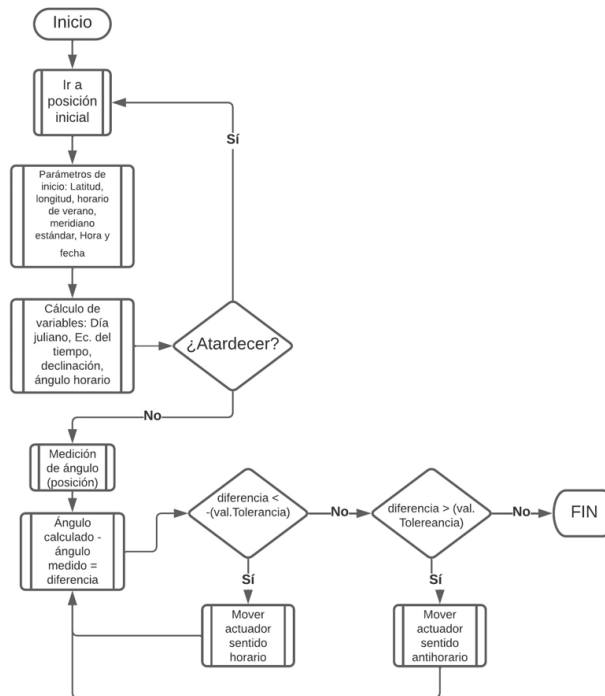 Inicio
Ir a
posición
inicial
Sí
Parámetros de
inicio: Latitud,
longitud, horario
de verano,
meridiano
estándar, Hora y
fecha
Cálculo de
variables: Día
juliano, Ec. del
tiempo,
declinación,
ángulo horario
¿Atardecer?
No
Medición
de ángulo
(posición)
Ángulo
calculado -
ángulo
medido =
diferencia
diferencia <
-(val.Tolerancia)
No
diferencia > (val.
Tolereancia)
No
FIN
Sí
Sí
Mover
actuador
sentido
horario
Mover
actuador
sentido
antihorario